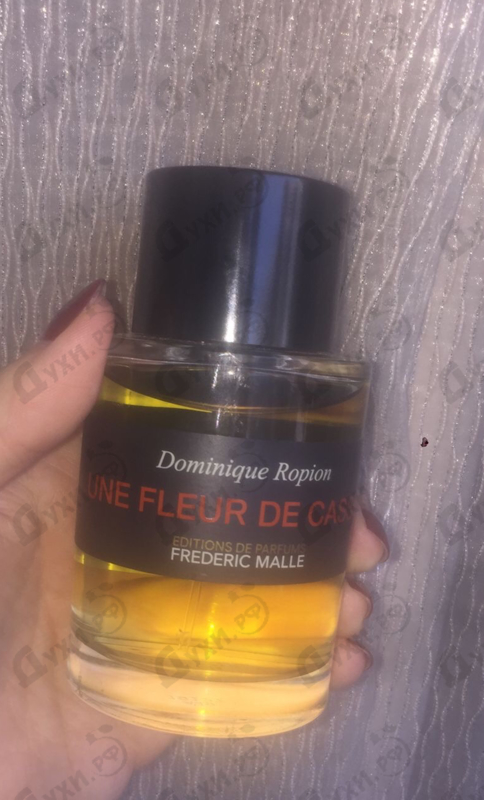 Dominique Ropion
UNE FLEUR DE CAS
EDITIONS DE PARFUMS
FREDERIC MALLE
Духи.рф